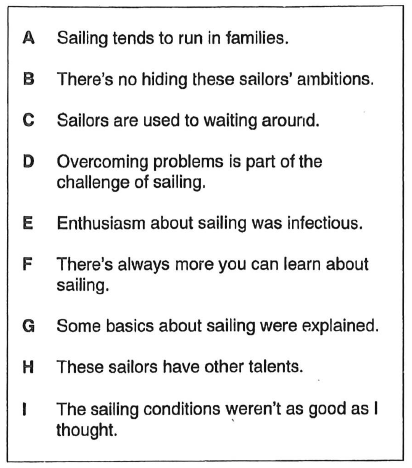 A Sailing tends to run in families.
B There's no hiding these sailors' ambitions.
C Sailors are used to waiting around.
D Overcoming problems is part of the
challenge of sailing.
E Enthusiasm about sailing was infectious.
F There's always more you can learn about
sailing.
G Some basics about sailing were explained.
H These sailors have other talents.
I The sailing conditions weren't as good as I
thought.